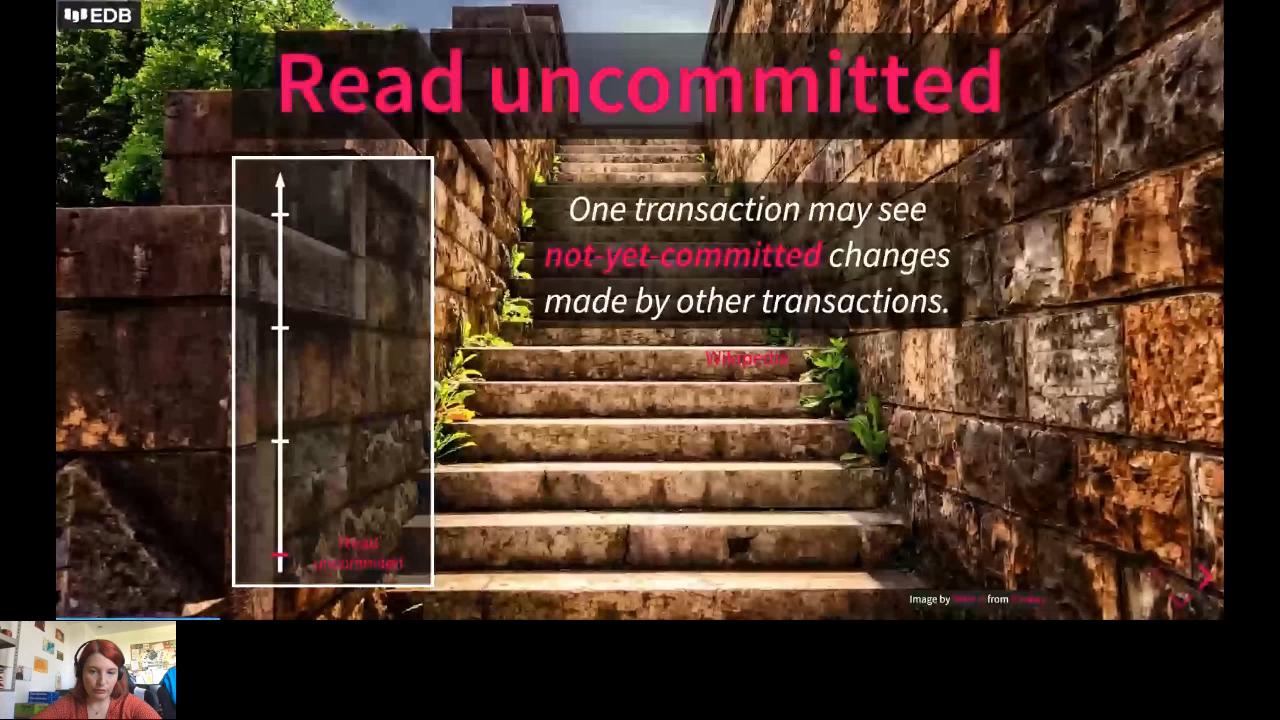 EDB
Read uncommitted
One transaction may see
not-yet-committed changes
made by other transactions.
Wikipedia
Read
uncommited
Image by
from